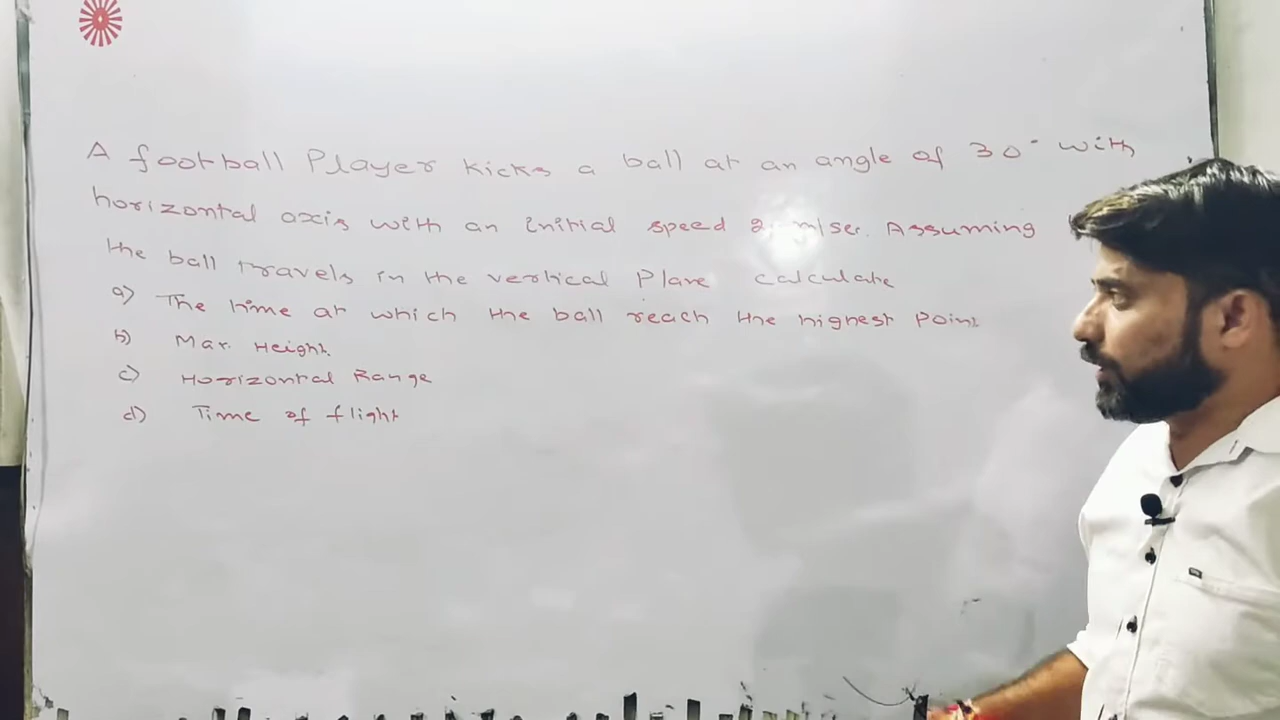 A football Player kicks a ball at an angle of 30° with
horizontal axis with an initial speed m/sec. Assuming
the ball travels in the vertical Plane calculate
a) The time at which the ball reach the highest Point
b) Max. Height.
c) Horizontal Range
d) Time of flight